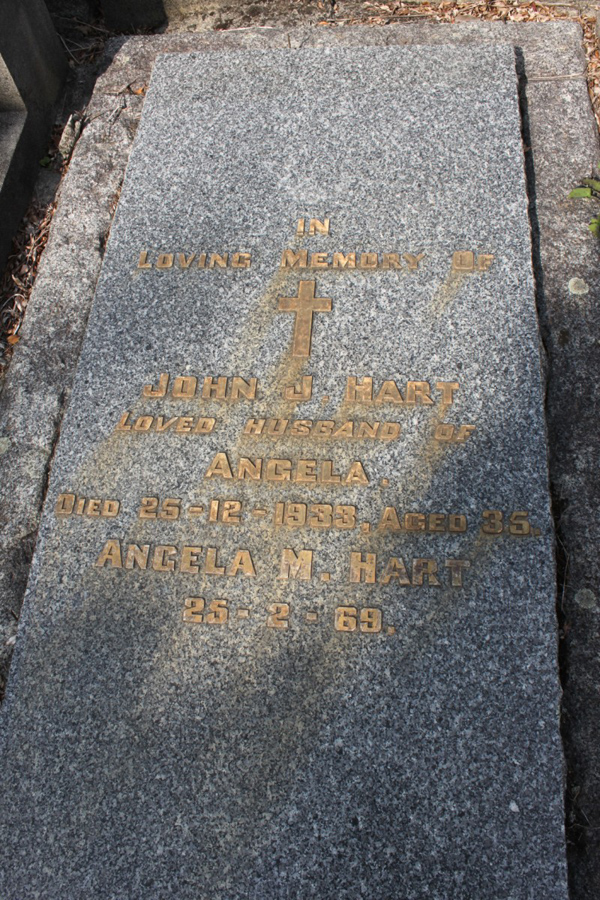 IN
LOVING MEMORY OF
JOHN J. HART
LOVED HUSBAND OF
ANGELA.
DIED 25-12-1933, AGED 35.
ANGELA M. HART
25-2-69.